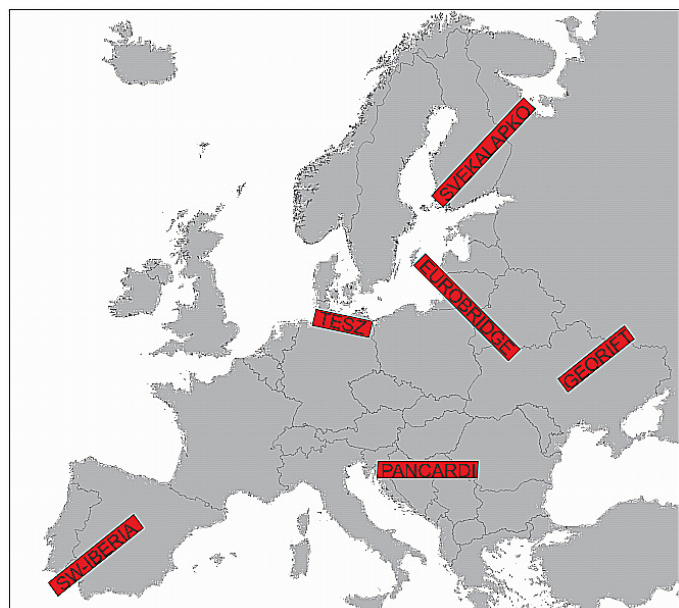 SVEKALAPKO
EUROBRIDGE
TESZ
GEORIFT
PANCARDI
SW-IBERIA